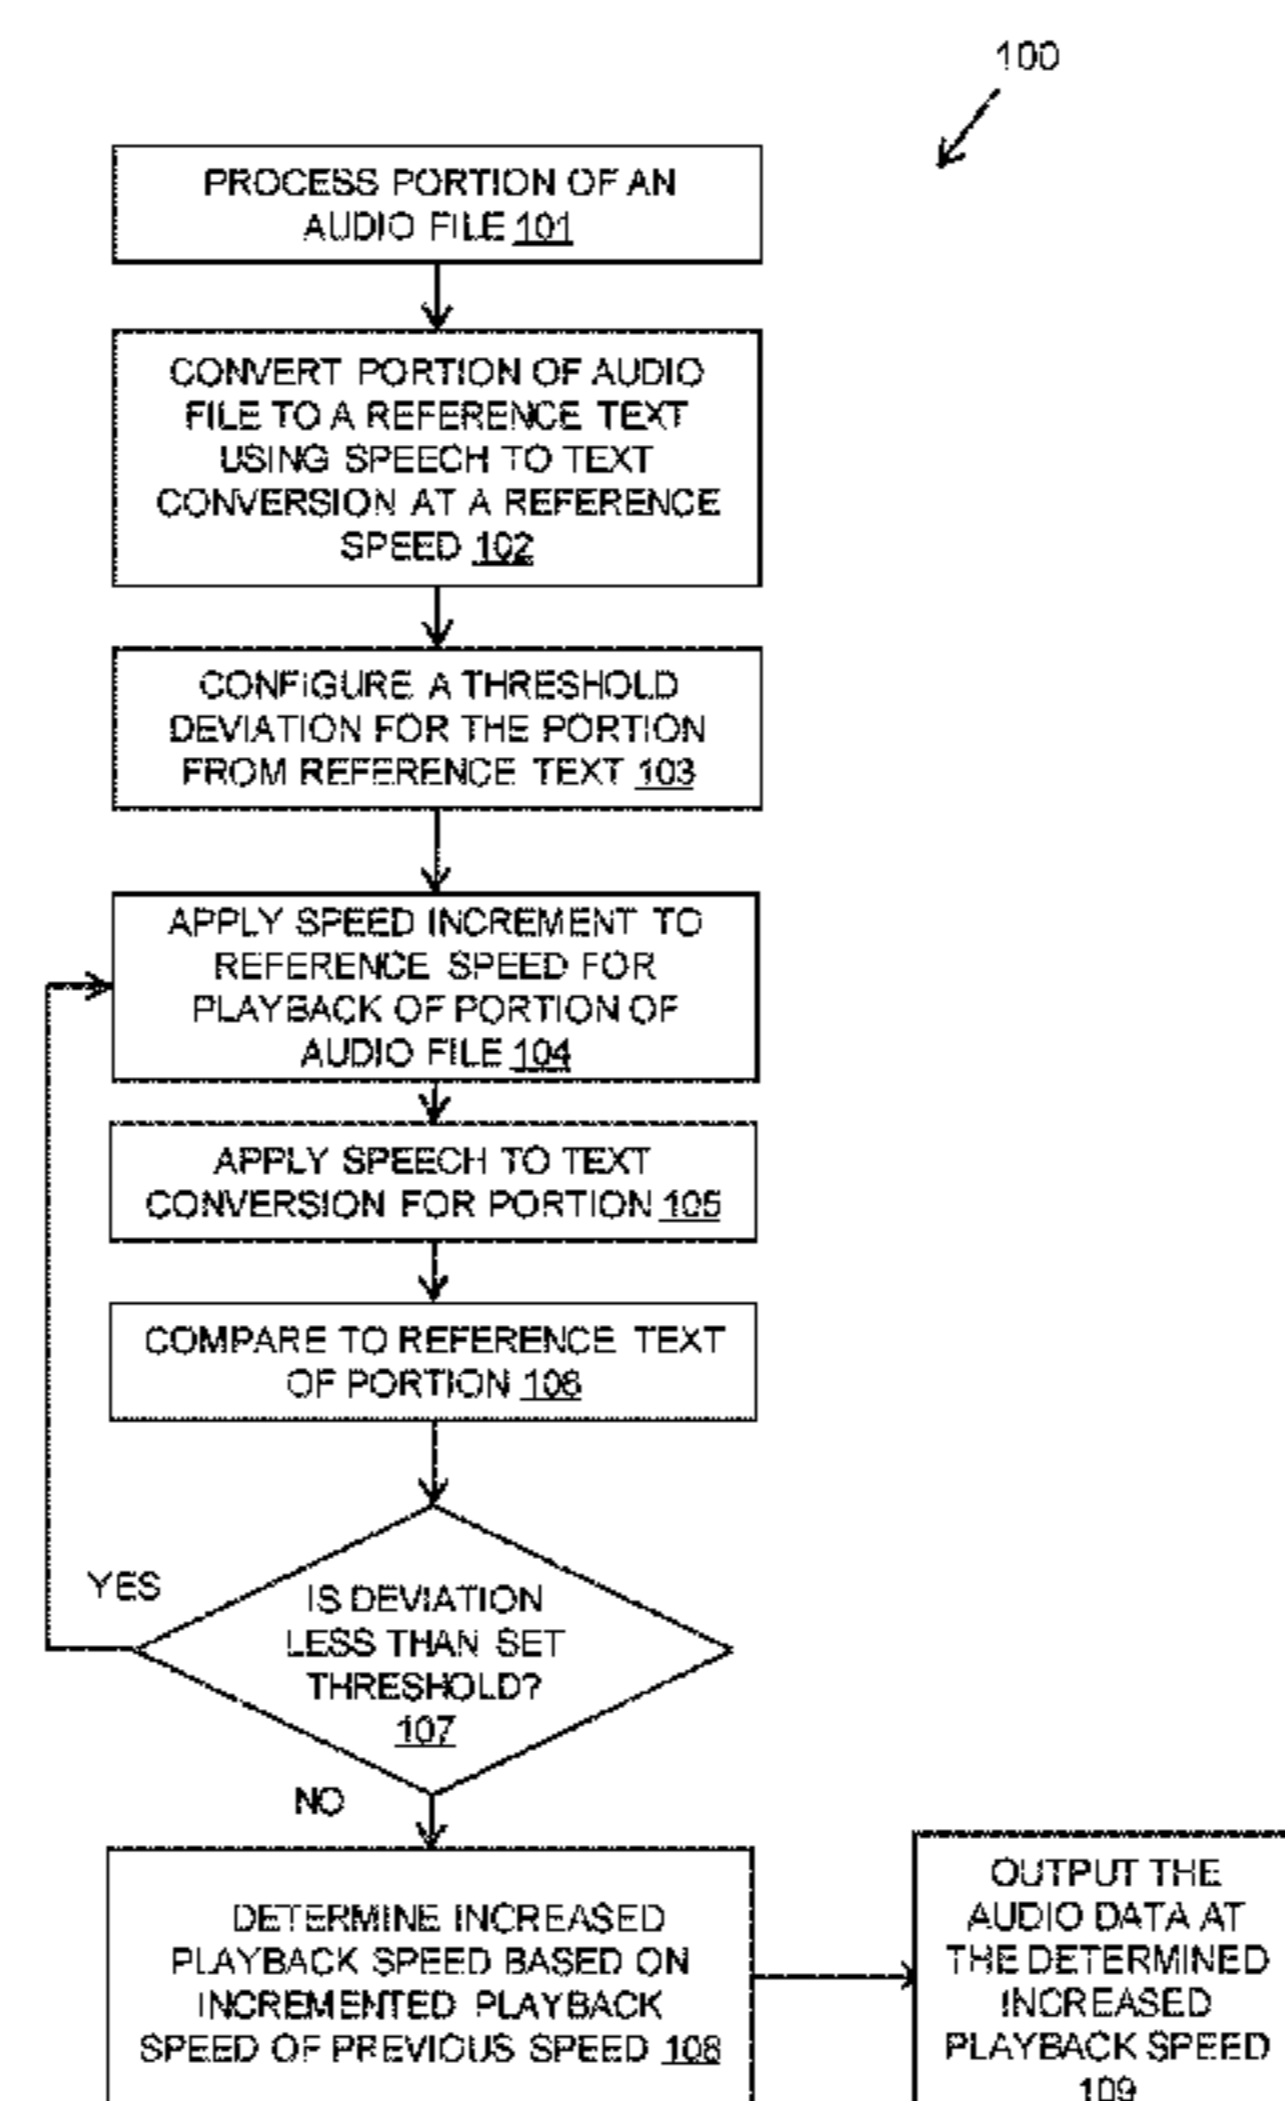 100
PROCESS PORTION OF AN
AUDIO FILE 101
CONVERT PORTION OF AUDIO
FILE TO A REFERENCE TEXT
USING SPEECH TO TEXT
CONVERSION AT A REFERENCE
SPEED 102
CONFIGURE A THRESHOLD
DEVIATION FOR THE PORTION
FROM REFERENCE TEXT 103
APPLY SPEED INCREMENT TO
REFERENCE SPEED FOR
PLAYBACK OF PORTION OF
AUDIO FILE 104
APPLY SPEECH TO TEXT
CONVERSION FOR PORTION 105
COMPARE TO REFERENCE TEXT
OF PORTION 106
YES
IS DEVIATION
LESS THAN SET
THRESHOLD?
107
NO
DETERMINE INCREASED
PLAYBACK SPEED BASED ON
INCREMENTED PLAYBACK
SPEED OF PREVIOUS SPEED 108
OUTPUT THE
AUDIO DATA AT
THE DETERMINED
INCREASED
PLAYBACK SPEED
109